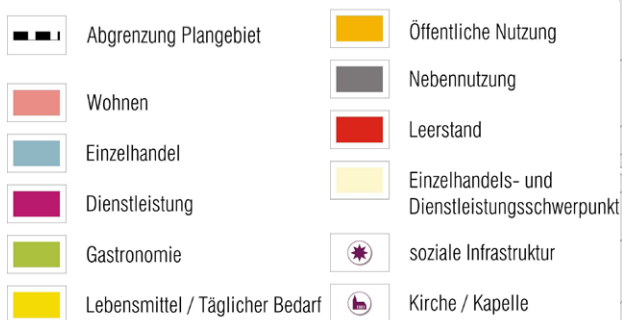 Abgrenzung Plangebiet
Wohnen
Einzelhandel
Dienstleistung
Gastronomie
Lebensmittel / Täglicher Bedarf
Öffentliche Nutzung
Nebennutzung
Leerstand
Einzelhandels- und
Dienstleistungsschwerpunkt
soziale Infrastruktur
Kirche / Kapelle